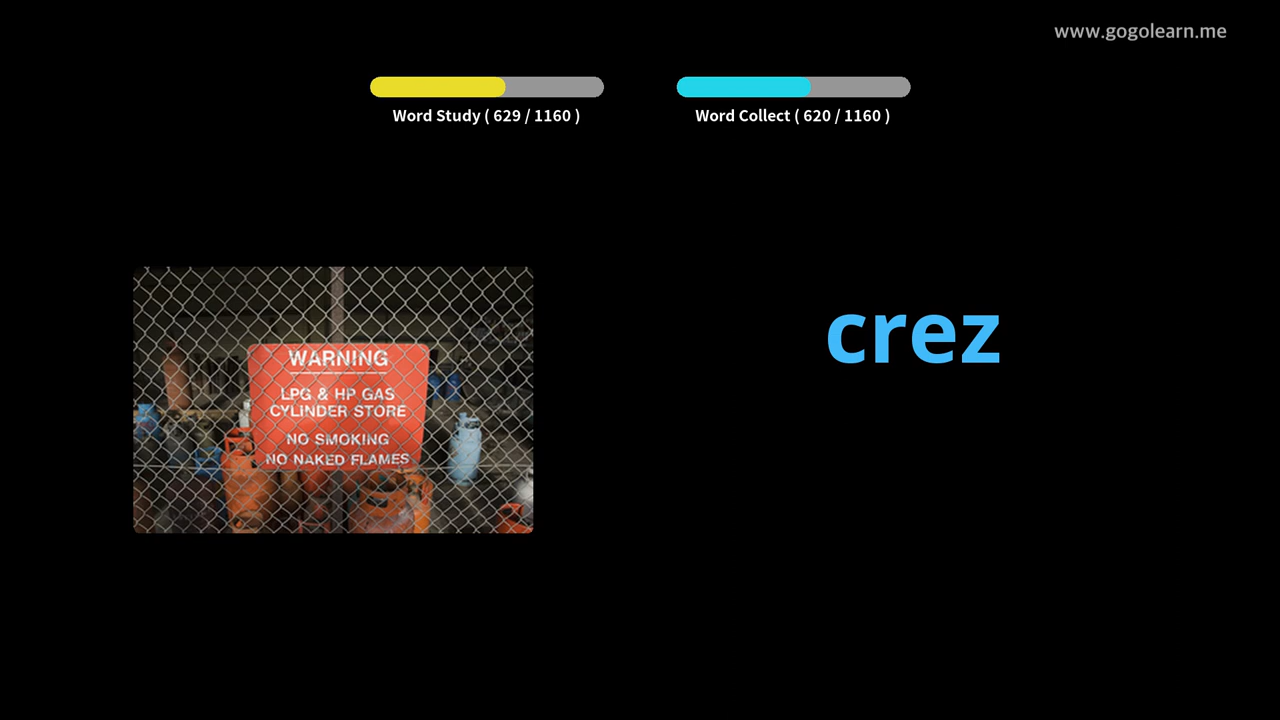 www.gogolearn.me
Word Study ( 629 / 1160 )
Word Collect ( 620 / 1160 )
WARNING
LPG & HP GAS
CYLINDER STORE
NO SMOKING
NO NAKED FLAMES
crez